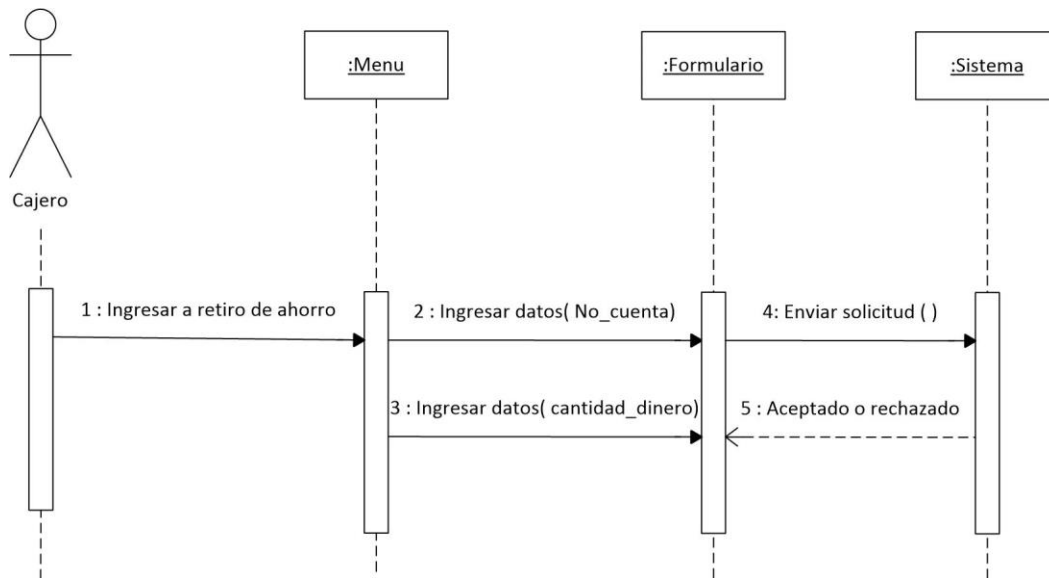 :Menu
:Formulario
:Sistema
Cajero
1 : Ingresar a retiro de ahorro
2 : Ingresar datos( No_cuenta)
4: Enviar solicitud ( )
3 : Ingresar datos( cantidad_dinero)
5 : Aceptado o rechazado